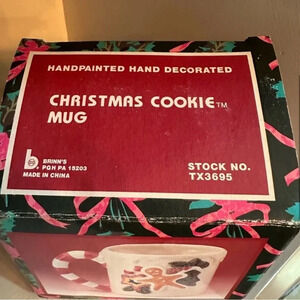 HANDPAINTED HAND DECORATED
CHRISTMAS COOKIE™
MUG
b
BRINN'S
PGH PA 15203
MADE IN CHINA
STOCK NO.
TX3695